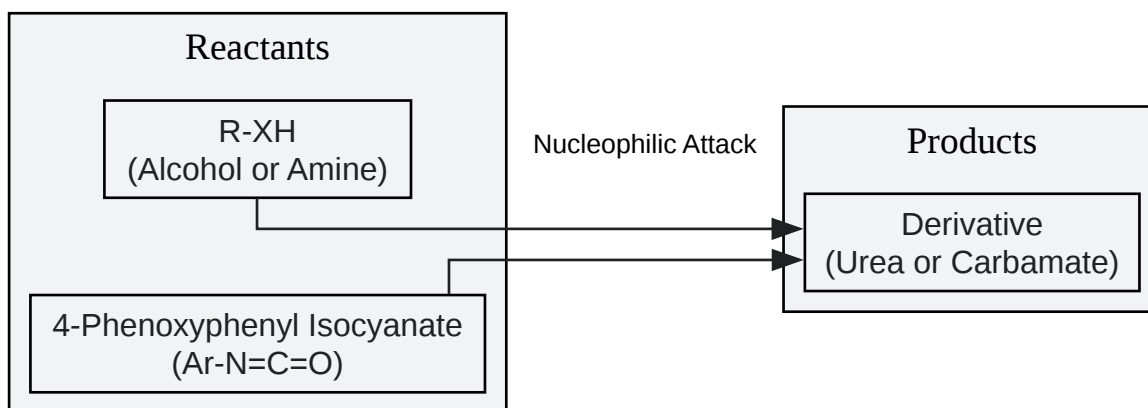 Reactants
R-XH
(Alcohol or Amine)
4-Phenoxyphenyl Isocyanate
(Ar-N=C=O)
Nucleophilic Attack
Products
Derivative
(Urea or Carbamate)